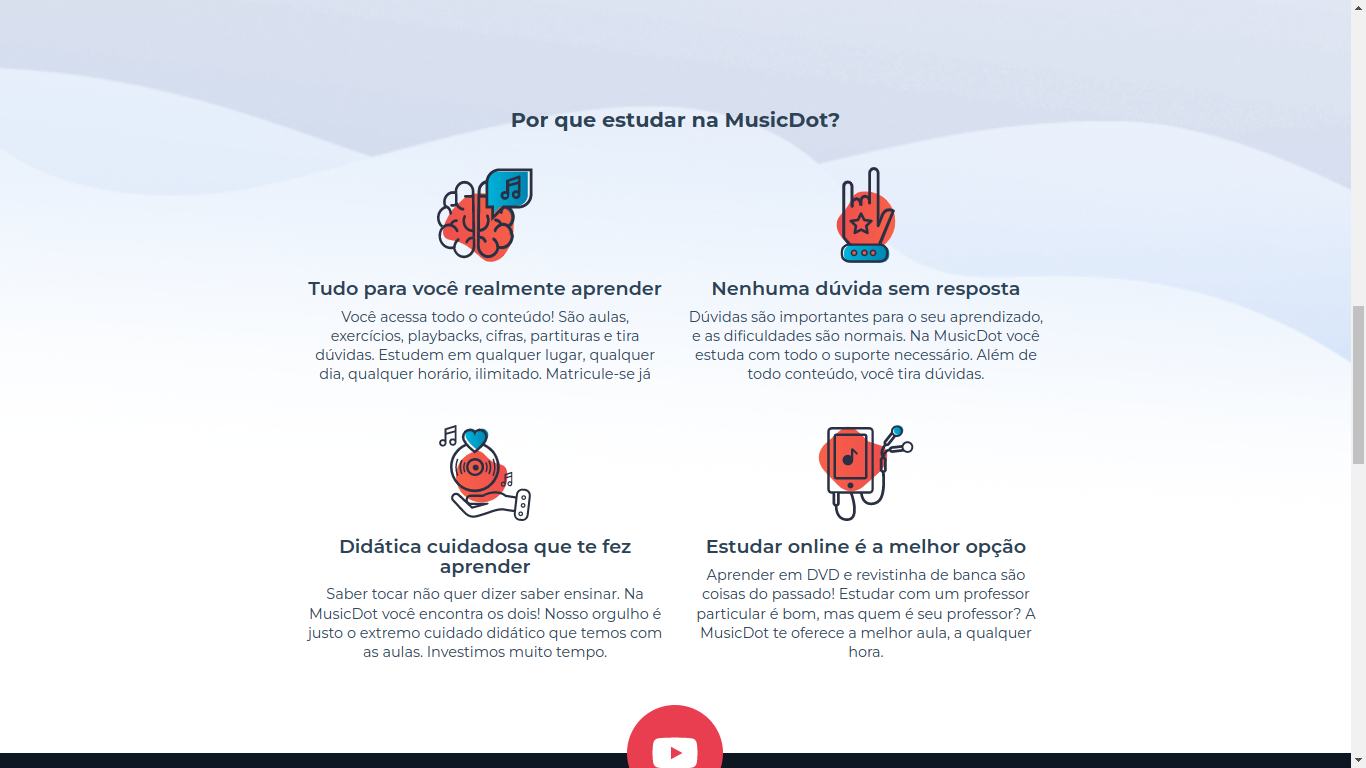 Por que estudar na MusicDot?
Tudo para você realmente aprender
Você acessa todo o conteúdo! São aulas,
exercícios, playbacks, cifras, partituras e tira
dúvidas. Estudem em qualquer lugar, qualquer
dia, qualquer horário, ilimitado. Matricule-se já
Nenhuma dúvida sem resposta
Dúvidas são importantes para o seu aprendizado,
e as dificuldades são normais. Na MusicDot você
estuda com todo o suporte necessário. Além de
todo conteúdo, você tira dúvidas.
Didática cuidadosa que te fez
aprender
Saber tocar não quer dizer saber ensinar. Na
MusicDot você encontra os dois! Nosso orgulho é
justo o extremo cuidado didático que temos com
as aulas. Investimos muito tempo.
Estudar online é a melhor opção
Aprender em DVD e revistinha de banca são
coisas do passado! Estudar com um professor
particular é bom, mas quem é seu professor? A
MusicDot te oferece a melhor aula, a qualquer
hora.